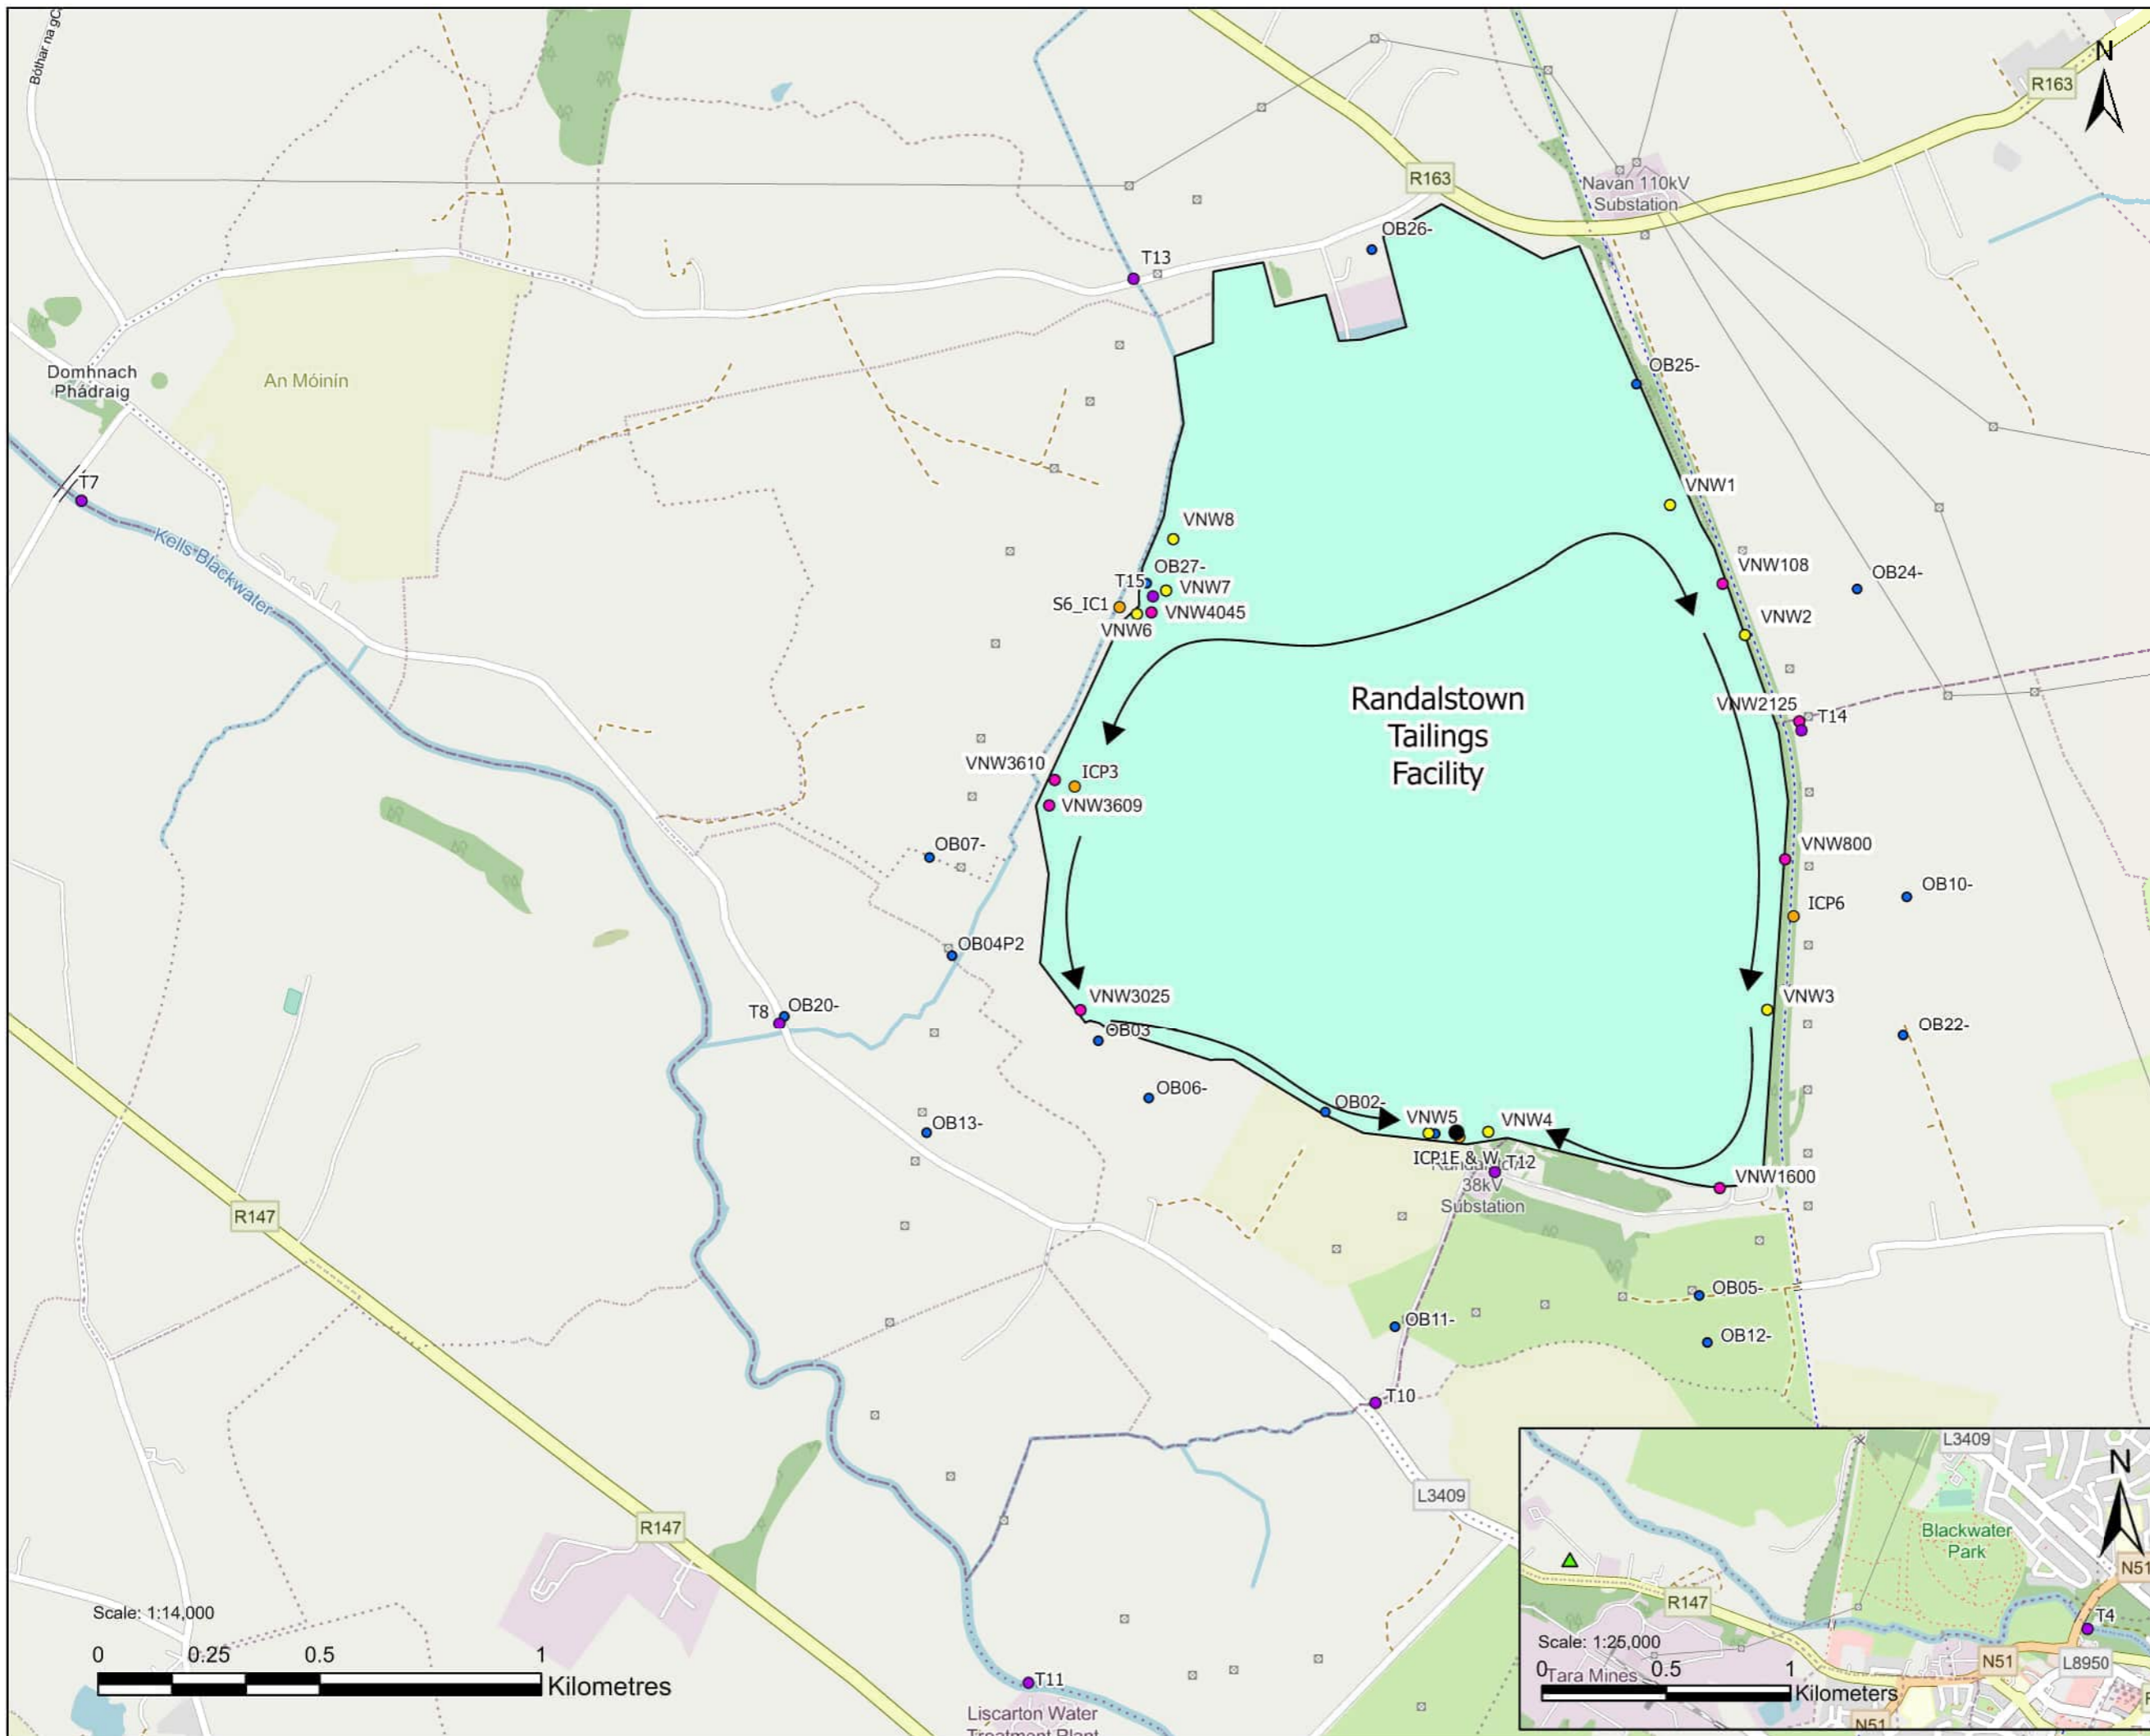 Bóthar na gC
N
R163
R163
Navan 110kV
Substation
OB26-
T13
Domhnach
Phádraig
An Móinín
OB25-
T7
Kells Blackwater
VNW1
VNW8
OB27-
T15
VNW7
S6_IC1
VNW4045
VNW6
VNW108
OB24-
VNW2
Randalstown
Tailings
Facility
VNW2125
T14
VNW3610
ICP3
VNW3609
OB07-
VNW800
OB10-
ICP6
OB04P2
VNW3025
VNW3
T8
OB20-
OB03
OB22-
OB06-
OB02-
VNW5
VNW4
OB13-
ICP1E & W
T12
38kV
Substation
VNW1600
R147
OB05-
OB11-
OB12-
T10
L3409
R147
Scale: 1:14,000
0 0.25 0.5 1
Kilometres
T11
Liscarton Water
Treatment Plant
L3409
N
Blackwater
Park
N51
R147
T4
Scale: 1:25,000
0 0.5 1
Kilometers
Tara Mines
N51
L8950
N51